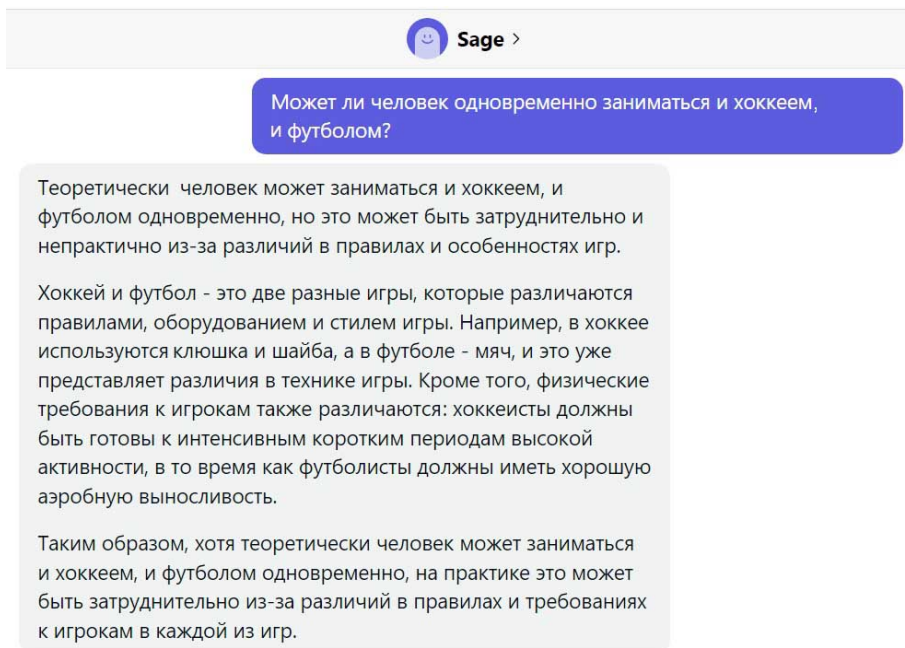 Sage >
Может ли человек одновременно заниматься и хоккеем,
и футболом?
Теоретически человек может заниматься и хоккеем, и
футболом одновременно, но это может быть затруднительно и
непрактично из-за различий в правилах и особенностях игр.
Хоккей и футбол - это две разные игры, которые различаются
правилами, оборудованием и стилем игры. Например, в хоккее
используются клюшка и шайба, а в футболе - мяч, и это уже
представляет различия в технике игры. Кроме того, физические
требования к игрокам также различаются: хоккеисты должны
быть готовы к интенсивным коротким периодам высокой
активности, в то время как футболисты должны иметь хорошую
аэробную выносливость.
Таким образом, хотя теоретически человек может заниматься
и хоккеем, и футболом одновременно, на практике это может
быть затруднительно из-за различий в правилах и требованиях
к игрокам в каждой из игр.